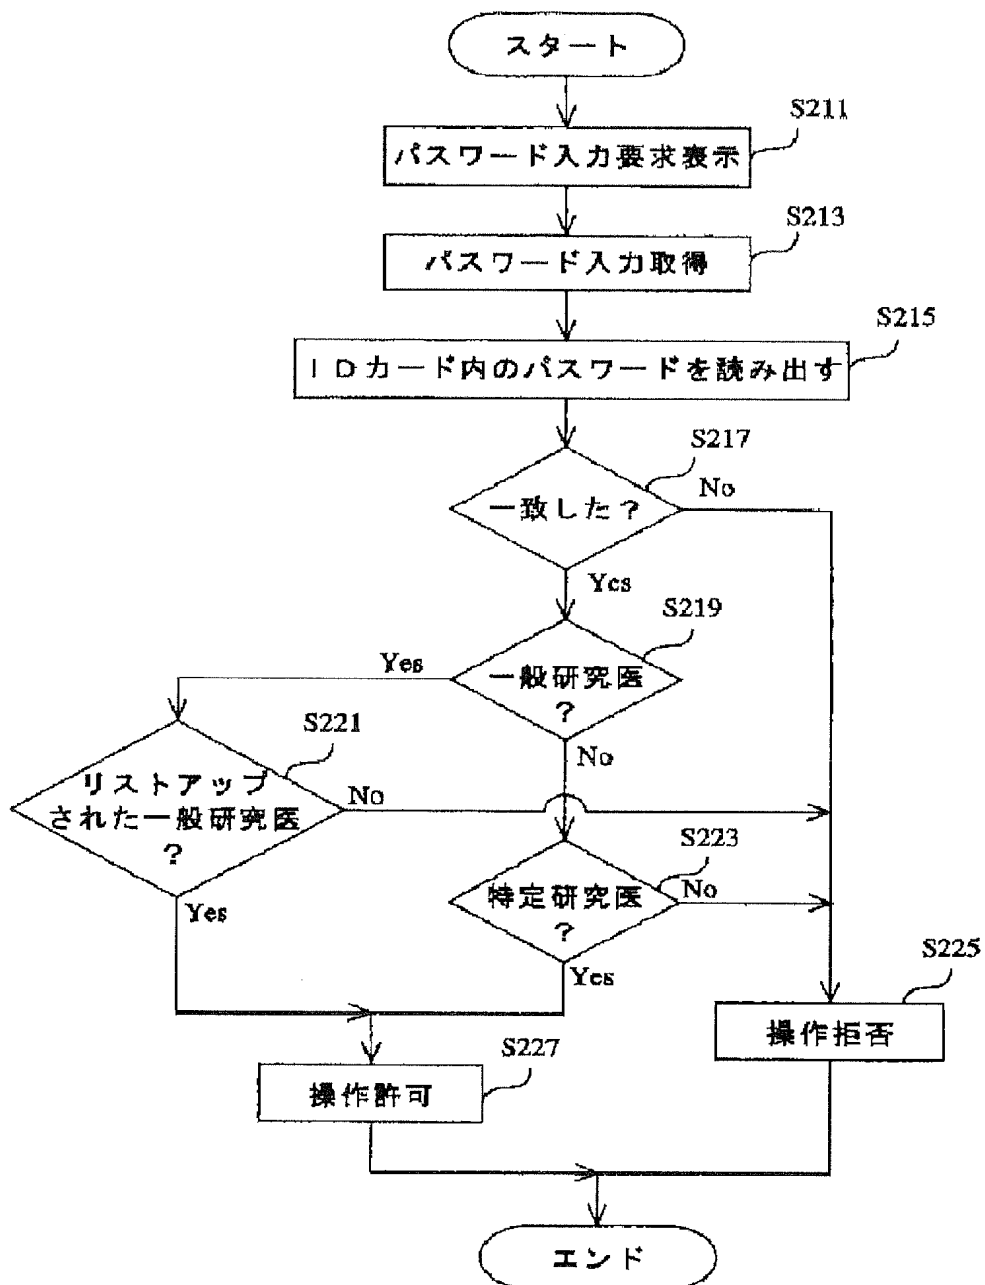 スタート
S211
パスワード入力要求表示
S213
パスワード入力取得
S215
IDカード内のパスワードを読み出す
S217
一致した?
No
Yes
S219
一般研究医
?
Yes
No
S221
リストアップ
された一般研究医
?
No
Yes
S223
特定研究医
?
No
Yes
S225
操作拒否
S227
操作許可
エンド